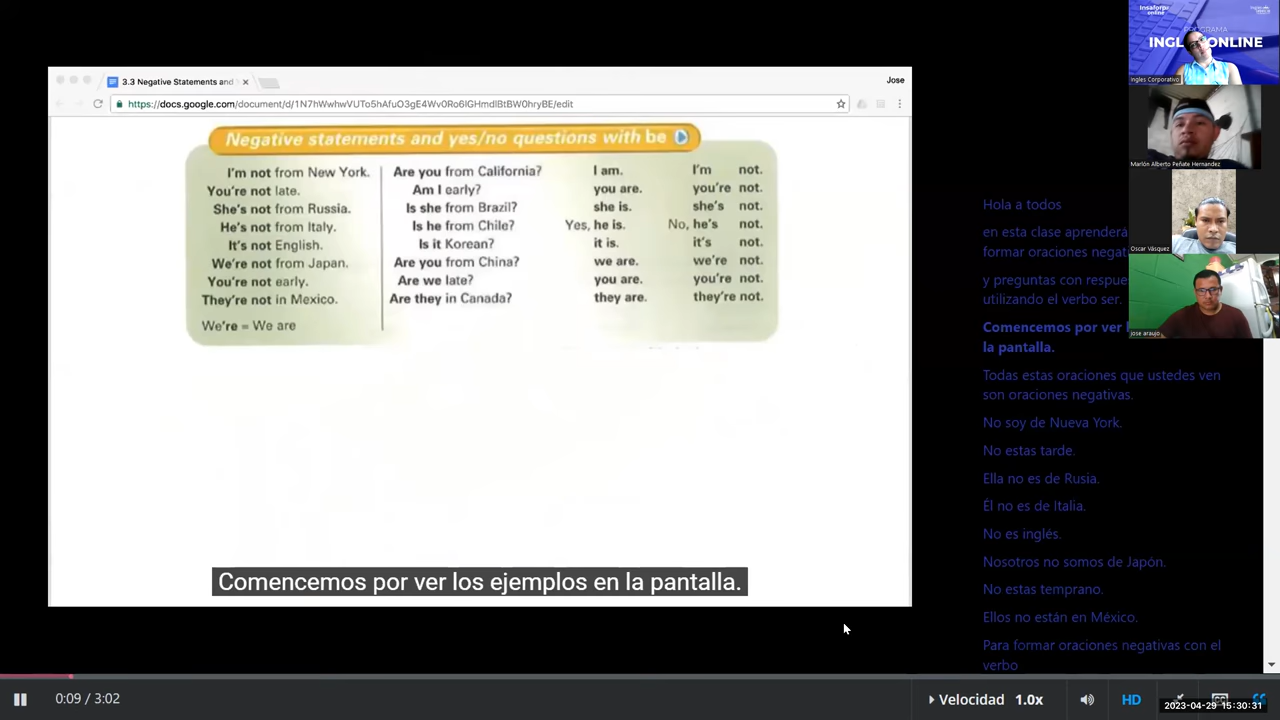 3.3 Negative Statements and
Jose
https://docs.google.com/document/d/1N7hWwhwVUTo5hAfuO3gE4Wv0Ro6lGHmdlBtBW0hryBE/edit
Negative statements and yes/no questions with be
I'm not from New York.
You're not late.
She's not from Russia.
He's not from Italy.
It's not English.
We're not from Japan.
You're not early.
They're not in Mexico.
We're = We are
Are you from California?
Am I early?
Is she from Brazil?
Is he from Chile?
Is it Korean?
Are you from China?
Are we late?
Are they in Canada?
I am.
you are.
she is.
Yes, he is.
it is.
we are.
you are.
they are.
I'm not.
you're not.
she's not.
No, he's not.
it's not.
we're not.
you're not.
they're not.
Comencemos por ver los ejemplos en la pantalla.
Hola a todos
en esta clase aprenderá
formar oraciones negat
y preguntas con respue
utilizando el verbo ser.
Comencemos por ver l
la pantalla.
Todas estas oraciones que ustedes ven
son oraciones negativas.
No soy de Nueva York.
No estas tarde.
Ella no es de Rusia.
Él no es de Italia.
No es inglés.
Nosotros no somos de Japón.
No estas temprano.
Ellos no están en México.
Para formar oraciones negativas con el
verbo
insaforp
online
PROGRAMA
INGL ONLINE
Ingles Corporativo
Marlón Alberto Peñate Hernandez
Oscar Vásquez
jose araujo
0:09 / 3:02
Velocidad 1.0x
HD
2023-04-29 15:30:31